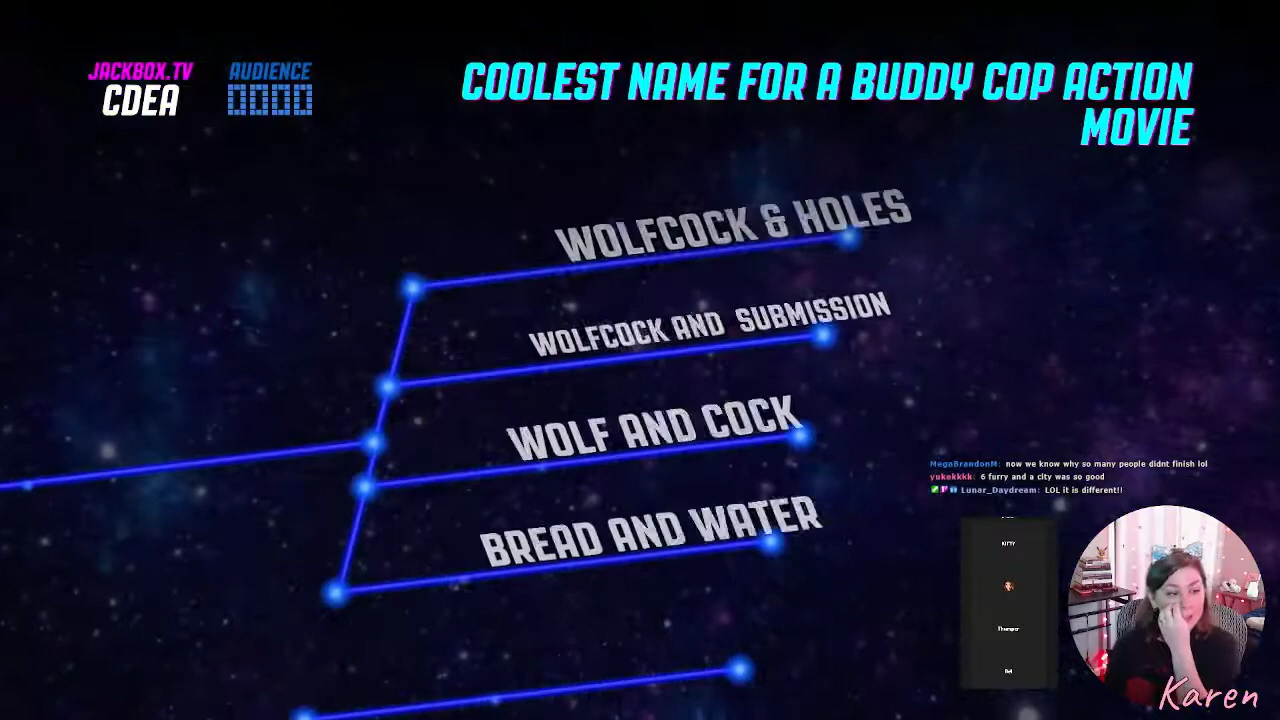 JACKBOX.TV
CDEA
AUDIENCE
COOLEST NAME FOR A BUDDY COP ACTION
MOVIE
WOLFCOCK & HOLES
WOLFCOCK AND SUBMISSION
WOLF AND COCK
BREAD AND WATER
MegaBrandonM: now we know why so many people didnt finish lol
yukekkkk: 6 furry and a city was so good
Lunar_Daydream: LOL it is different!!
KITTY
Thumper
Karen